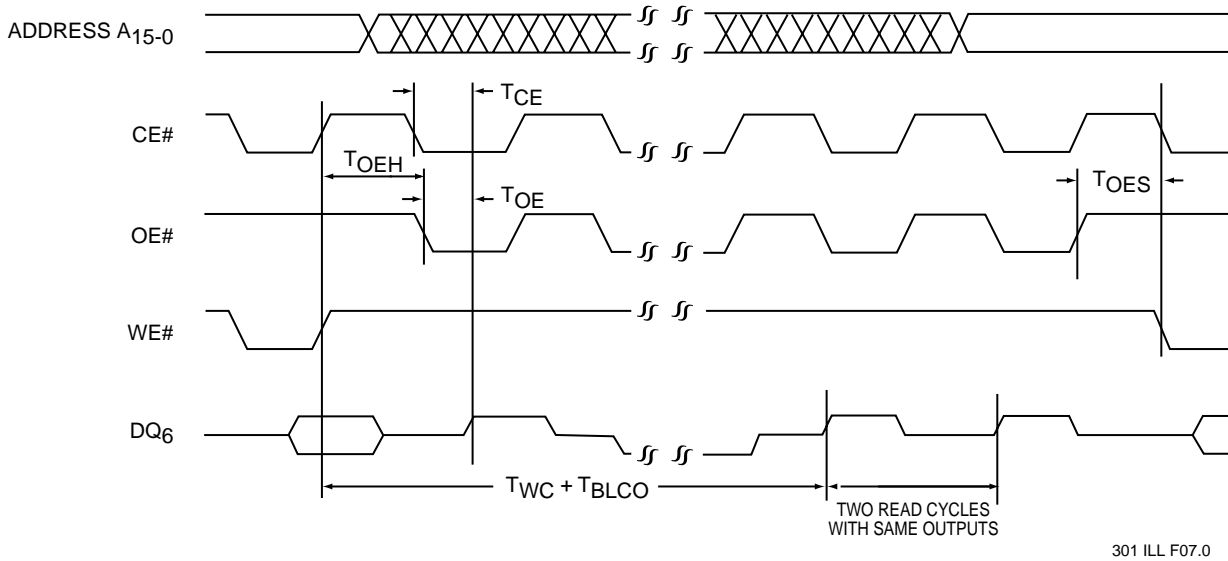 ADDRESS A15-0
TCE
CE#
TOEH
TOE
TOES
OE#
WE#
DQ6
TWC + TBLCO
TWO READ CYCLES
WITH SAME OUTPUTS
301 ILL F07.0